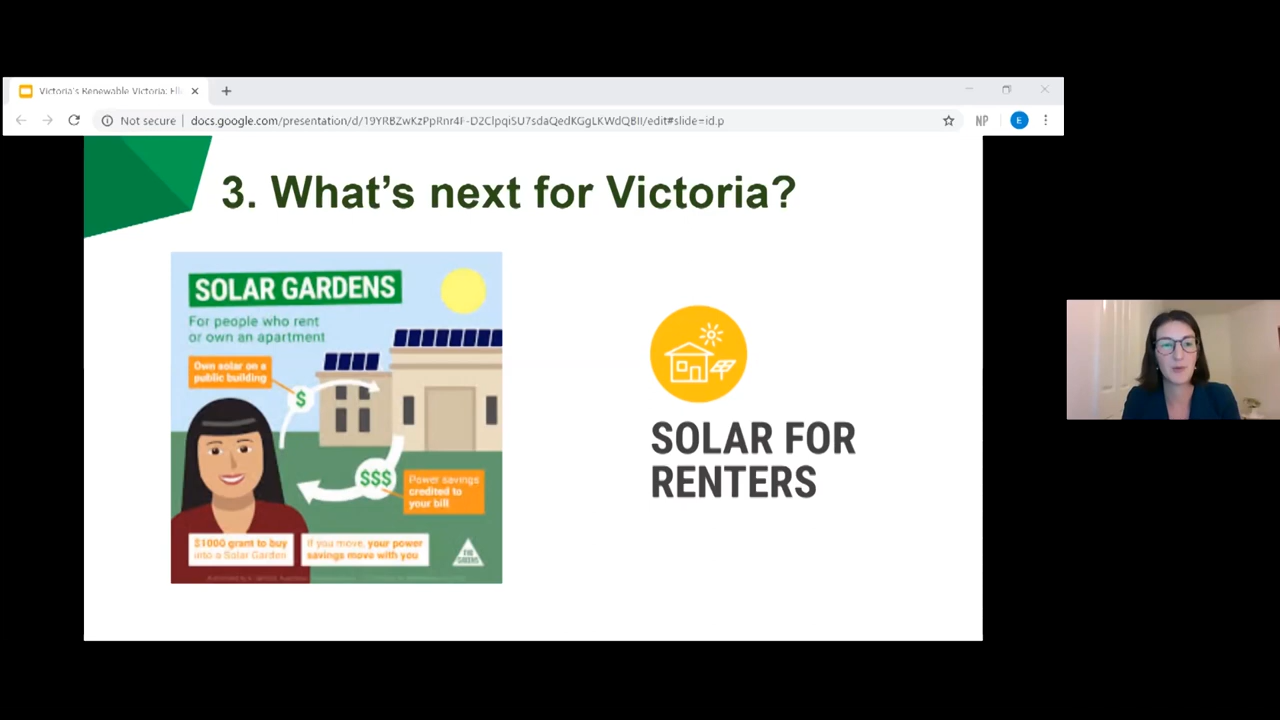 Victoria's Renewable Victoria: Ell
Not secure
docs.google.com/presentation/d/19YRBZwKzPpRnr4F-D2ClpqiSU7sdaQedKGgLKWdQBII/edit#slide=id.p
NP
E
3. What's next for Victoria?
SOLAR GARDENS
For people who rent
or own an apartment
Own solar on a
public building
$
$$$
Power savings
credited to
your bill
$1000 grant to buy
into a Solar Garden
If you move, your power
savings move with you
THE
GREENS
SOLAR FOR
RENTERS